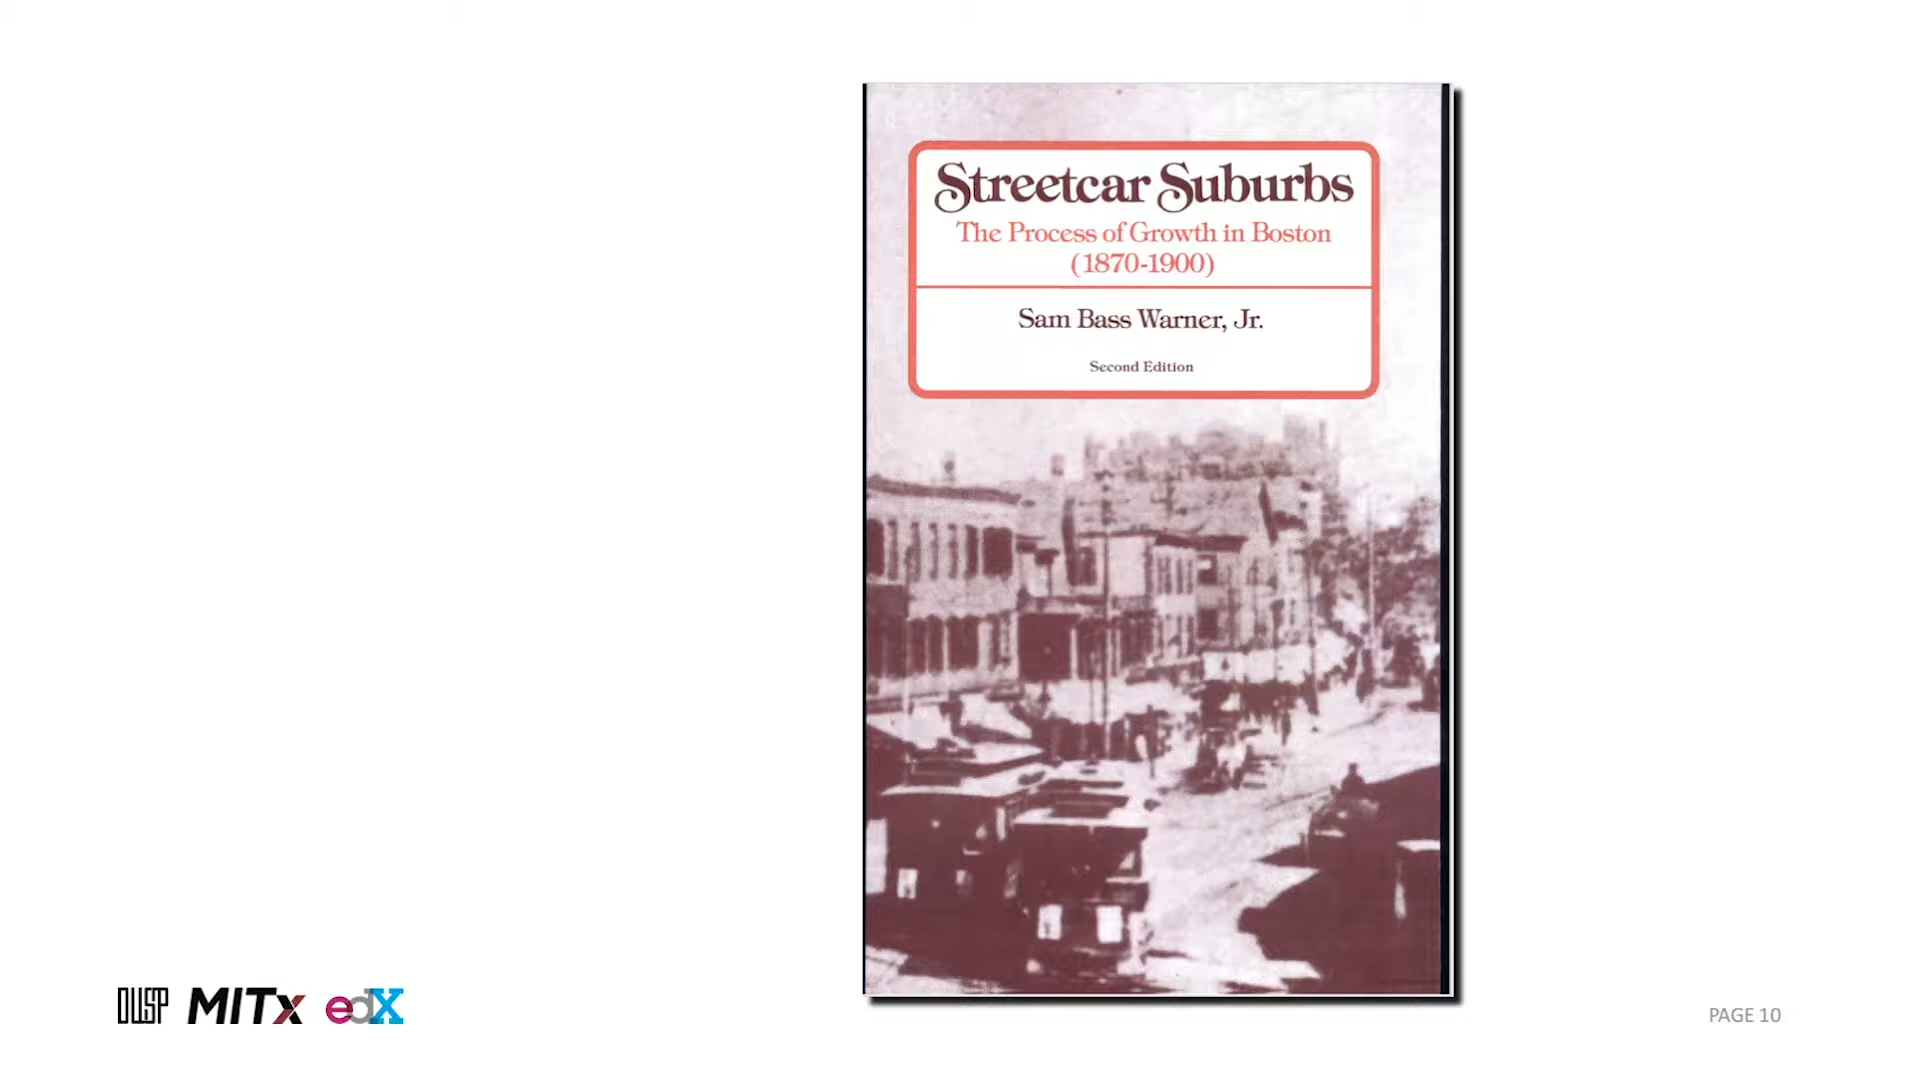 Streetcar Suburbs
The Process of Growth in Boston
(1870-1900)
Sam Bass Warner, Jr.
Second Edition
DUSP MITx edX
PAGE 10